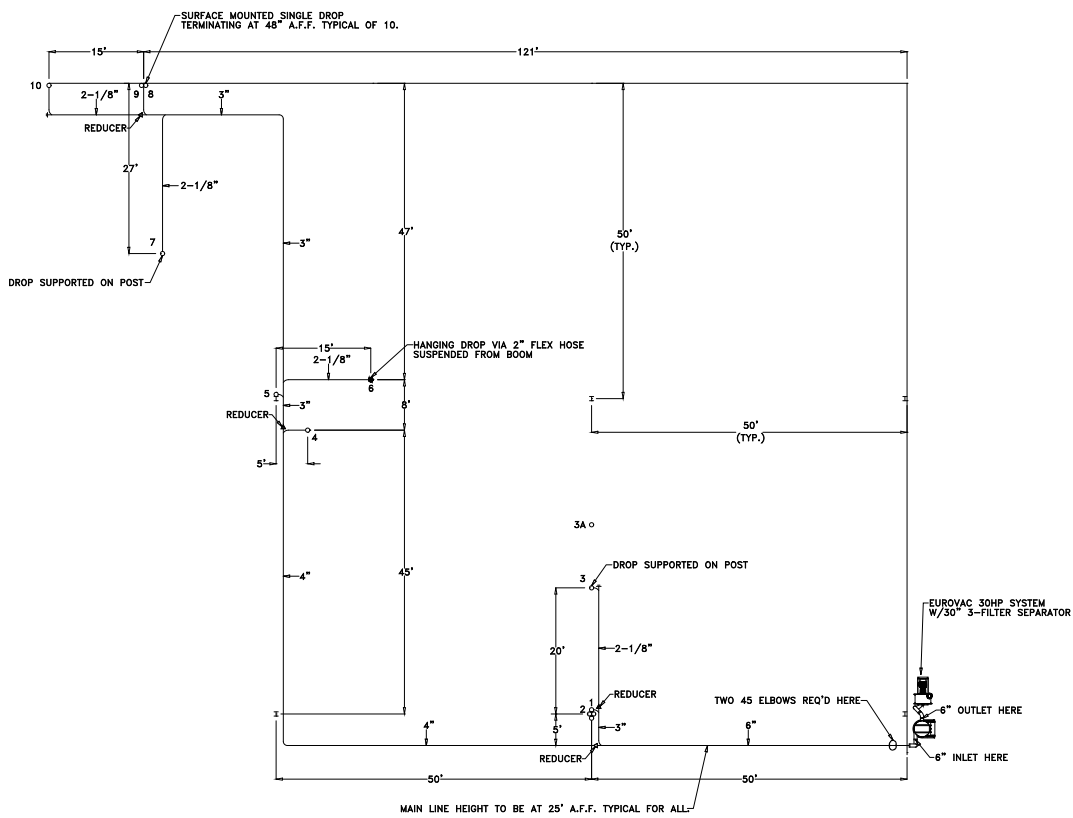 SURFACE MOUNTED SINGLE DROP
TERMINATING AT 48" A.F.F. TYPICAL OF 10.
15'
121'
10
9
8
2-1/8"
3"
REDUCER
27'
2-1/8"
7
DROP SUPPORTED ON POST
3"
47'
50'
(TYP.)
15'
2-1/8"
HANGING DROP VIA 2" FLEX HOSE
SUSPENDED FROM BOOM
6
5
3"
8'
REDUCER
4
5'
50'
(TYP.)
3A
45'
4"
3
DROP SUPPORTED ON POST
EUROVAC 30HP SYSTEM
W/30" 3-FILTER SEPARATOR
20'
2-1/8"
1
REDUCER
2
TWO 45 ELBOWS REQ'D HERE
6" OUTLET HERE
4"
5'
3"
6"
REDUCER
6" INLET HERE
50'
50'
MAIN LINE HEIGHT TO BE AT 25' A.F.F. TYPICAL FOR ALL.